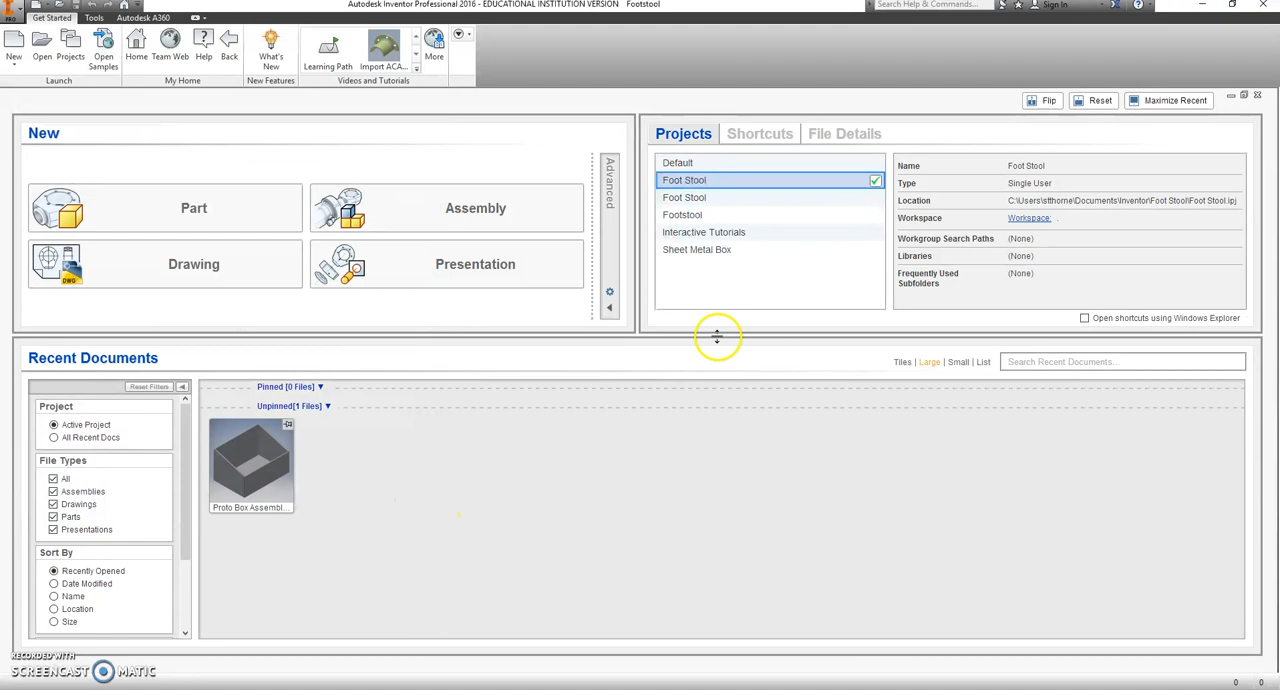 Autodesk Inventor Professional 2016 - EDUCATIONAL INSTITUTION VERSION Footstool
Search Help & Commands...
Sign In
PRO
Get Started Tools Autodesk A360
New Open Projects Open Samples Home Team Web Help Back What's New Learning Path Import ACA... More
Launch My Home New Features Videos and Tutorials
Flip Reset Maximize Recent
New
Part
Assembly
Drawing
Presentation
DWG
Advanced
Projects Shortcuts File Details
Default
Foot Stool
Foot Stool
Footstool
Interactive Tutorials
Sheet Metal Box
Name Foot Stool
Type Single User
Location C:\Users\stthorne\Documents\Inventor\Foot Stool\Foot Stool.ipj
Workspace Workspace: .
Workgroup Search Paths (None)
Libraries (None)
Frequently Used (None)
Subfolders
Open shortcuts using Windows Explorer
Recent Documents
Tiles | Large | Small | List
Search Recent Documents...
Reset Filters
Project
Active Project
All Recent Docs
File Types
All
Assemblies
Drawings
Parts
Presentations
Sort By
Recently Opened
Date Modified
Name
Location
Size
Pinned [0 Files]
Unpinned[1 Files]
Proto Box Assembl...
RECORDED WITH
SCREENCAST MATIC
0 0